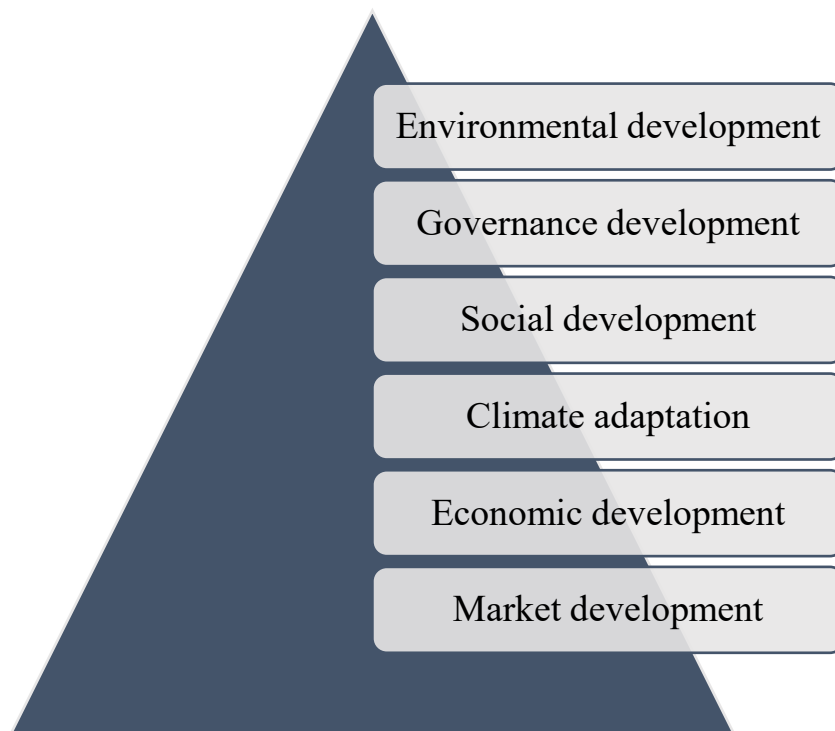 Environmental development
Governance development
Social development
Climate adaptation
Economic development
Market development